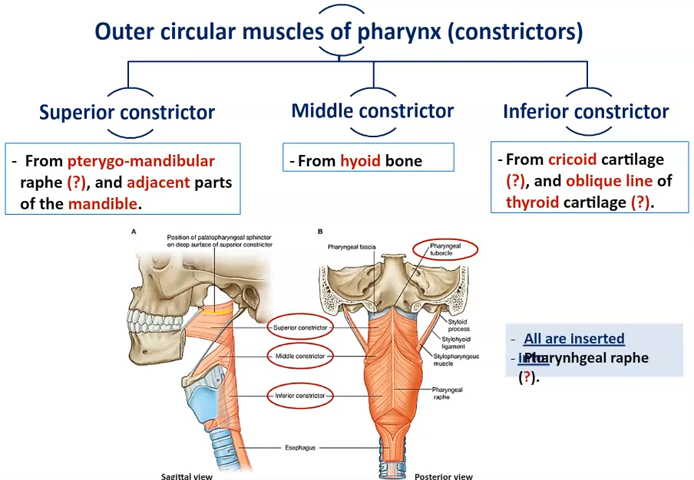 Outer circular muscles of pharynx (constrictors)
Superior constrictor
Middle constrictor
Inferior constrictor
- From pterygo-mandibular
raphe (?), and adjacent parts
of the mandible.
- From hyoid bone
- From cricoid cartilage
(?), and oblique line of
thyroid cartilage (?).
A
Position of palatopharyngeal sphincter
on deep surface of superior constrictor
Superior constrictor
Middle constrictor
Inferior constrictor
Esophagus
Sagittal view
B
Pharyngeal fascia
Pharyngeal
tubercle
Styloid
process
Stylohyoid
ligament
Stylopharyngeus
muscle
Pharyngeal
raphe
Posterior view
- All are inserted
into:
- Pharynhgeal raphe
(?).